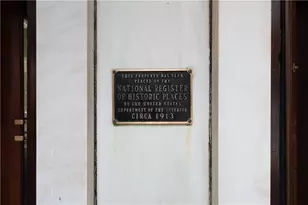 THIS PROPERTY HAS BEEN
PLACED ON THE
NATIONAL REGISTER
OF HISTORIC PLACES
BY THE UNITED STATES
DEPARTMENT OF THE INTERIOR
CIRCA 1913